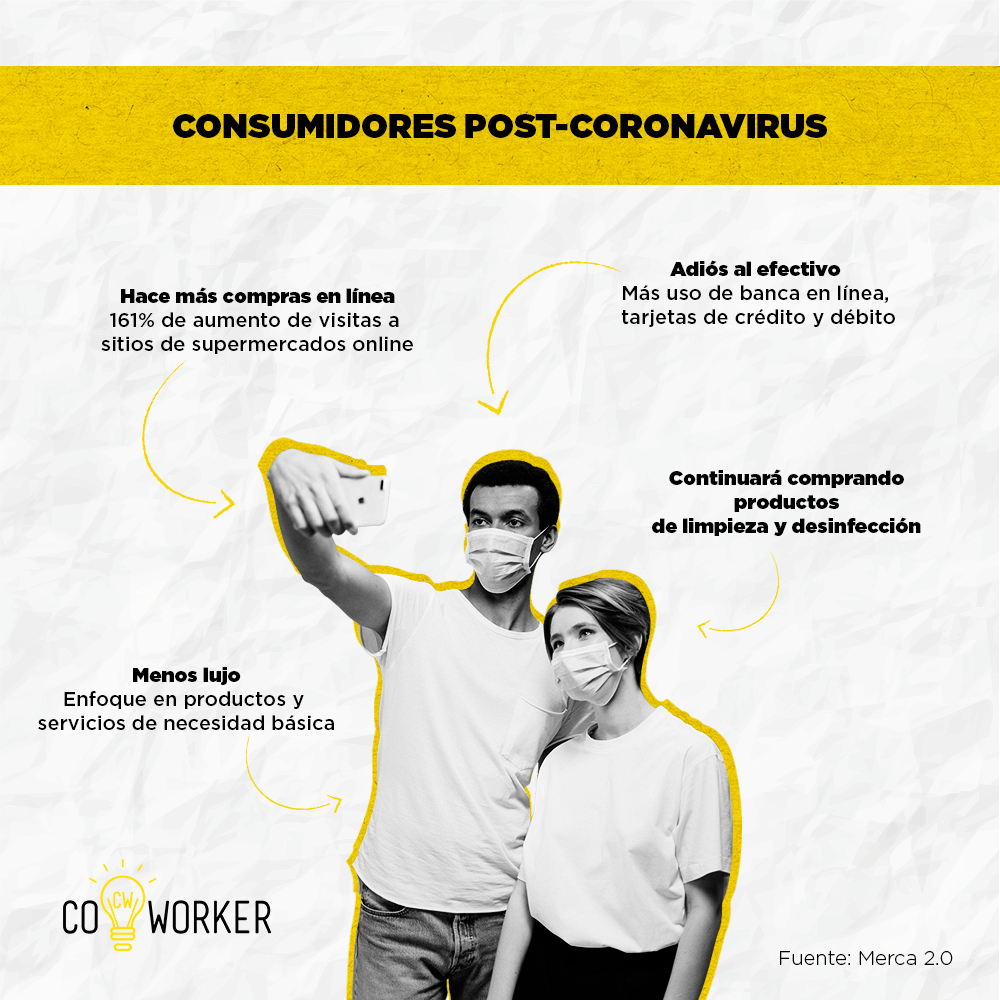 CONSUMIDORES POST-CORONAVIRUS
Hace más compras en línea
161% de aumento de visitas a
sitios de supermercados online
Adiós al efectivo
Más uso de banca en línea,
tarjetas de crédito y débito
Continuará comprando
productos
de limpieza y desinfección
Menos lujo
Enfoque en productos y
servicios de necesidad básica
CW
CO WORKER
Fuente: Merca 2.0